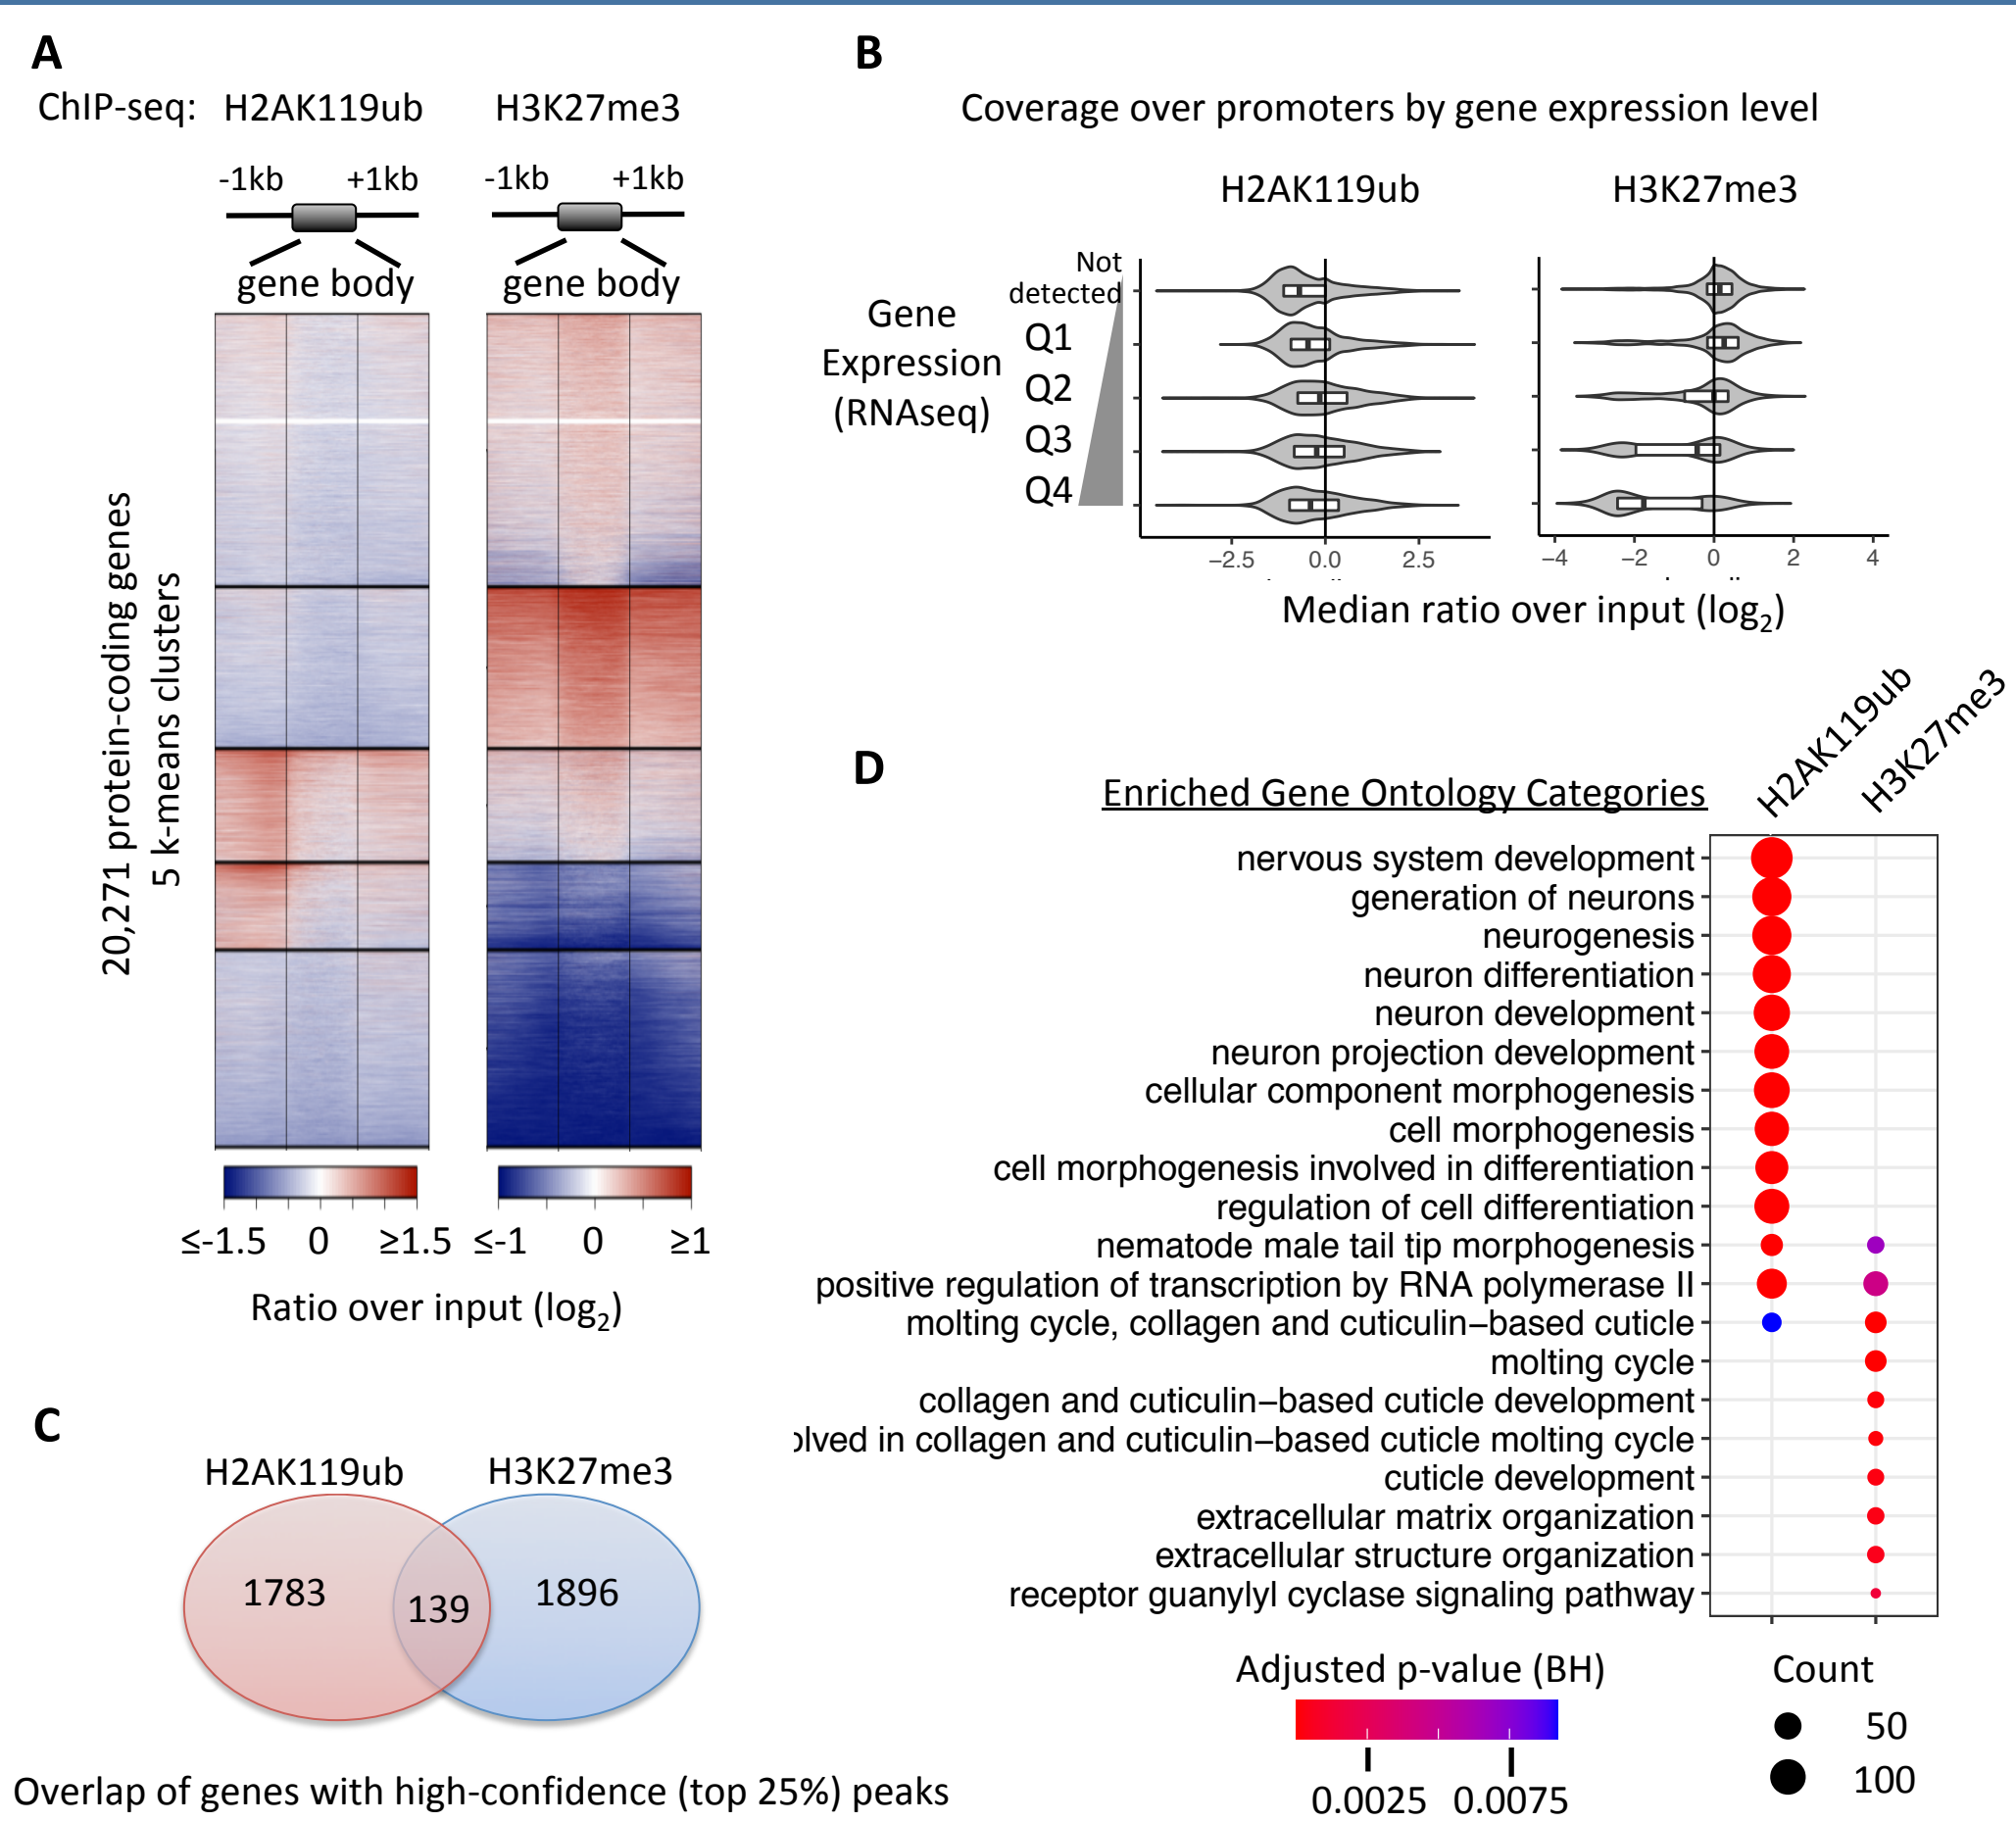 A
ChIP-seq: H2AK119ub H3K27me3
-1kb +1kb -1kb +1kb
gene body gene body
20,271 protein-coding genes
5 k-means clusters
≤-1.5 0 ≥1.5 ≤-1 0 ≥1
Ratio over input (log2)
B
Coverage over promoters by gene expression level
H2AK119ub H3K27me3
Gene
Expression
(RNAseq)
Not
detected
Q1
Q2
Q3
Q4
−2.5 0.0 2.5 −4 −2 0 2 4
Median ratio over input (log2)
C
H2AK119ub H3K27me3
1783 139 1896
Overlap of genes with high-confidence (top 25%) peaks
D
Enriched Gene Ontology Categories
H2AK119ub
H3K27me3
nervous system development
generation of neurons
neurogenesis
neuron differentiation
neuron development
neuron projection development
cellular component morphogenesis
cell morphogenesis
cell morphogenesis involved in differentiation
regulation of cell differentiation
nematode male tail tip morphogenesis
positive regulation of transcription by RNA polymerase II
molting cycle, collagen and cuticulin−based cuticle
molting cycle
collagen and cuticulin−based cuticle development
olved in collagen and cuticulin−based cuticle molting cycle
cuticle development
extracellular matrix organization
extracellular structure organization
receptor guanylyl cyclase signaling pathway
Adjusted p-value (BH)
0.0025 0.0075
Count
50
100